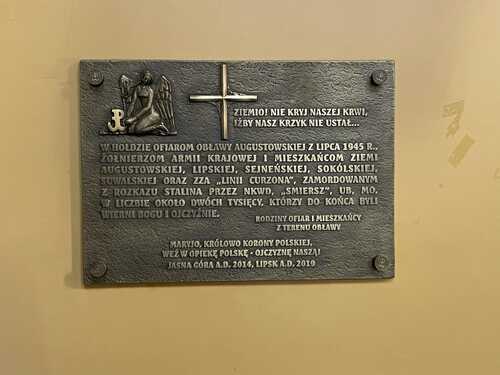 ZIEMIO! NIE KRYJ NASZEJ KRWI,
IŻBY NASZ KRZYK NIE USTAŁ...
W HOŁDZIE OFIAROM OBŁAWY AUGUSTOWSKIEJ Z LIPCA 1945 R.,
ŻOŁNIERZOM ARMII KRAJOWEJ I MIESZKAŃCOM ZIEMI
AUGUSTOWSKIEJ, LIPSKIEJ, SEJNEŃSKIEJ, SOKÓLSKIEJ,
SUWALSKIEJ ORAZ ZZA „LINII CURZONA", ZAMORDOWANYM
Z ROZKAZU STALINA PRZEZ NKWD, „SMIERSZ", UB, MO,
W LICZBIE OKOŁO DWÓCH TYSIĘCY, KTÓRZY DO KOŃCA BYLI
WIERNI BOGU I OJCZYŹNIE.
RODZINY OFIAR I MIESZKAŃCY
Z TERENU OBŁAWY
MARYJO, KRÓLOWO KORONY POLSKIEJ,
WEŹ W OPIEKĘ POLSKĘ - OJCZYZNĘ NASZĄ!
JASNA GÓRA A.D. 2014, LIPSK A.D. 2019